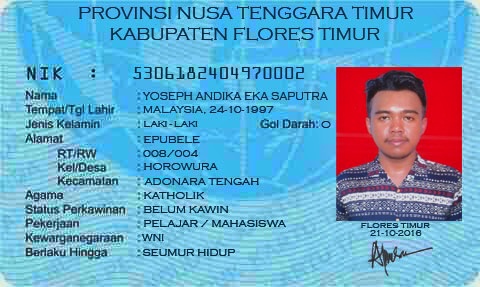 PROVINSI NUSA TENGGARA TIMUR
KABUPATEN FLORES TIMUR
NIK : 5306182404970002
Nama : YOSEPH ANDIKA EKA SAPUTRA
Tempat/Tgl Lahir : MALAYSIA, 24-10-1997
Jenis Kelamin : LAKI-LAKI Gol Darah: O
Alamat : EPUBELE
RT/RW : 008/004
Kel/Desa : HOROWURA
Kecamatan : ADONARA TENGAH
Agama : KATHOLIK
Status Perkawinan : BELUM KAWIN
Pekerjaan : PELAJAR / MAHASISWA
Kewarganegaraan : WNI
Berlaku Hingga : SEUMUR HIDUP
FLORES TIMUR
21-10-2016